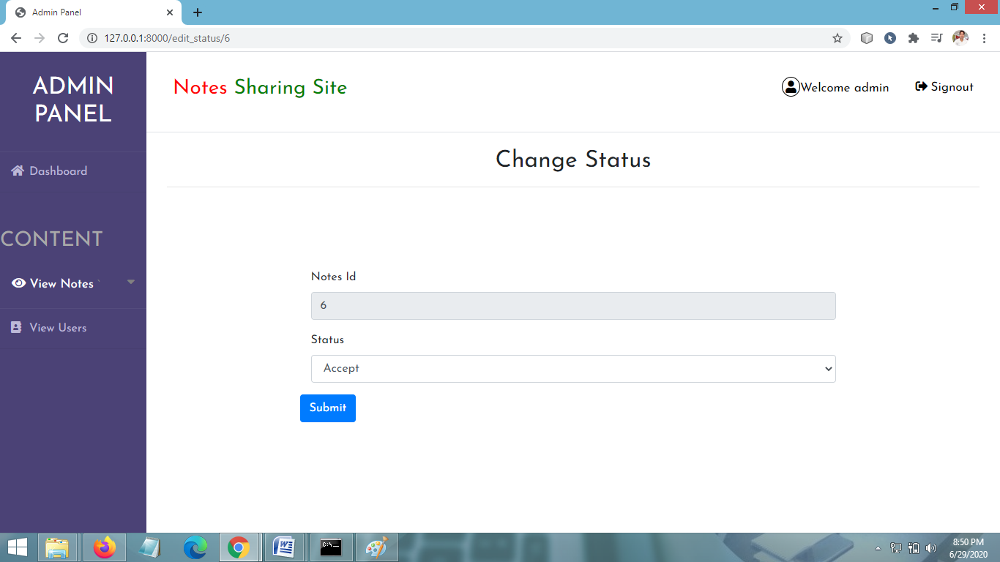 Admin Panel
127.0.0.1:8000/edit_status/6
ADMIN
PANEL
Notes Sharing Site
Welcome admin
Signout
Change Status
Dashboard
CONTENT
View Notes `
View Users
Notes Id
6
Status
Accept
Submit
C:\_
8:50 PM
6/29/2020